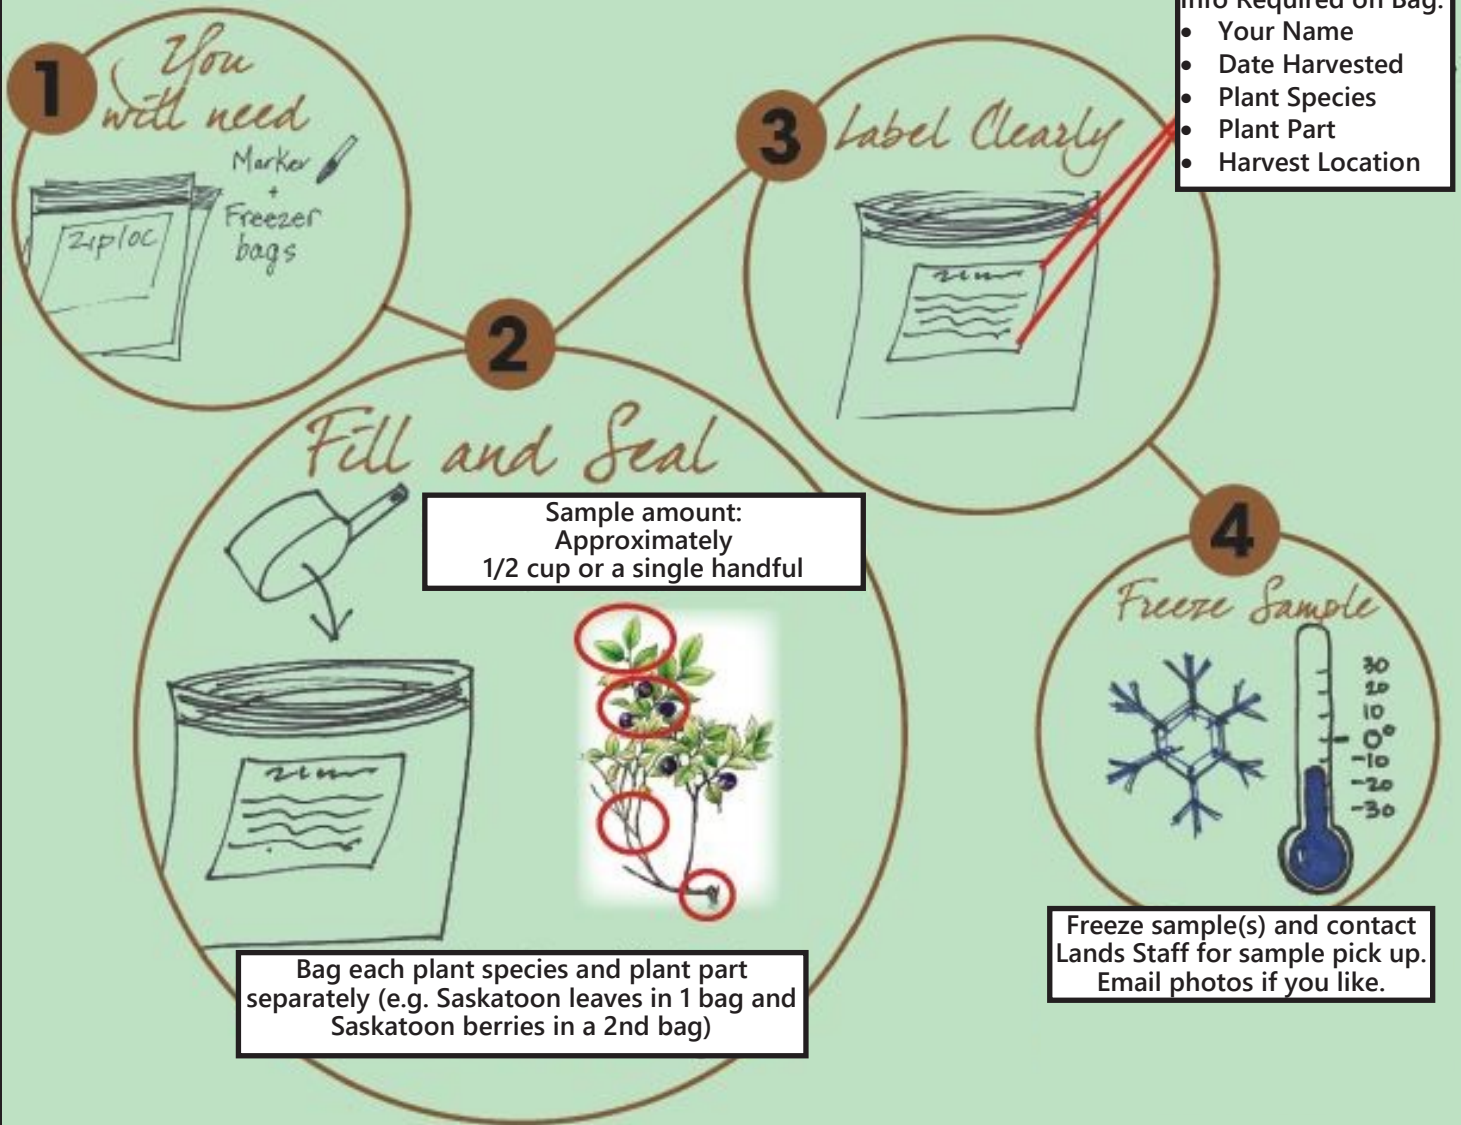 1
You
will need
Marker
+
Freezer
bags
Ziploc
2
Fill and Seal
Sample amount:
Approximately
1/2 cup or a single handful
Bag each plant species and plant part
separately (e.g. Saskatoon leaves in 1 bag and
Saskatoon berries in a 2nd bag)
3
Label Clearly
Info Required on Bag:
• Your Name
• Date Harvested
• Plant Species
• Plant Part
• Harvest Location
4
Freeze Sample
30
20
10
0°
-10
-20
-30
Freeze sample(s) and contact
Lands Staff for sample pick up.
Email photos if you like.